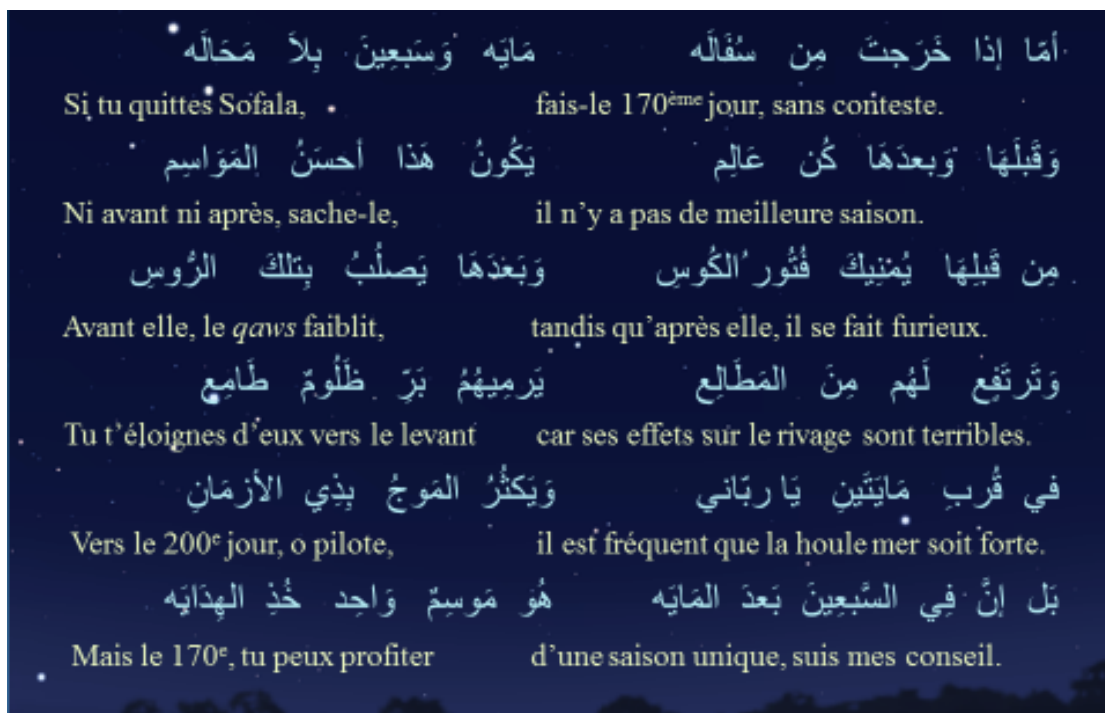 أمّا إذا خَرَجتَ مِن سُفَالَه مَايَه وَسَبعِينَ بِلاَ مَحَالَه
Si tu quittes Sofala, fais-le 170ème jour, sans conteste.
وَقَبلَهَا وَبعدَهَا كُن عَالِم يَكُونُ هَذا أحسَنُ المَوَاسِم
Ni avant ni après, sache-le, il n’y a pas de meilleure saison.
مِن قَبلِهَا يُمْنِيكَ فُتُور الكُوسِ وَبَعْدَهَا يَصلُبُ بِتلكَ الرُّوسِ
Avant elle, le qaws faiblit, tandis qu’après elle, il se fait furieux.
وَتَرتَفِع لَهُم مِنَ المَطَالِع يَرمِيهُمُ بَرِّ ظَلُومٌ طَامِع
Tu t’éloignes d’eux vers le levant car ses effets sur le rivage sont terribles.
في قُربِ مَايَتَينِ يَا ربّاني وَيَكثُرُ المَوجُ بِذِي الأزمَانِ
Vers le 200e jour, o pilote, il est fréquent que la houle mer soit forte.
بَل إنَّ فِي السَّبعِينَ بَعدَ المَايَه هُوَ مَوسِمٌ وَاحِد خُذِ الهِدَايَه
Mais le 170e, tu peux profiter d’une saison unique, suis mes conseil.